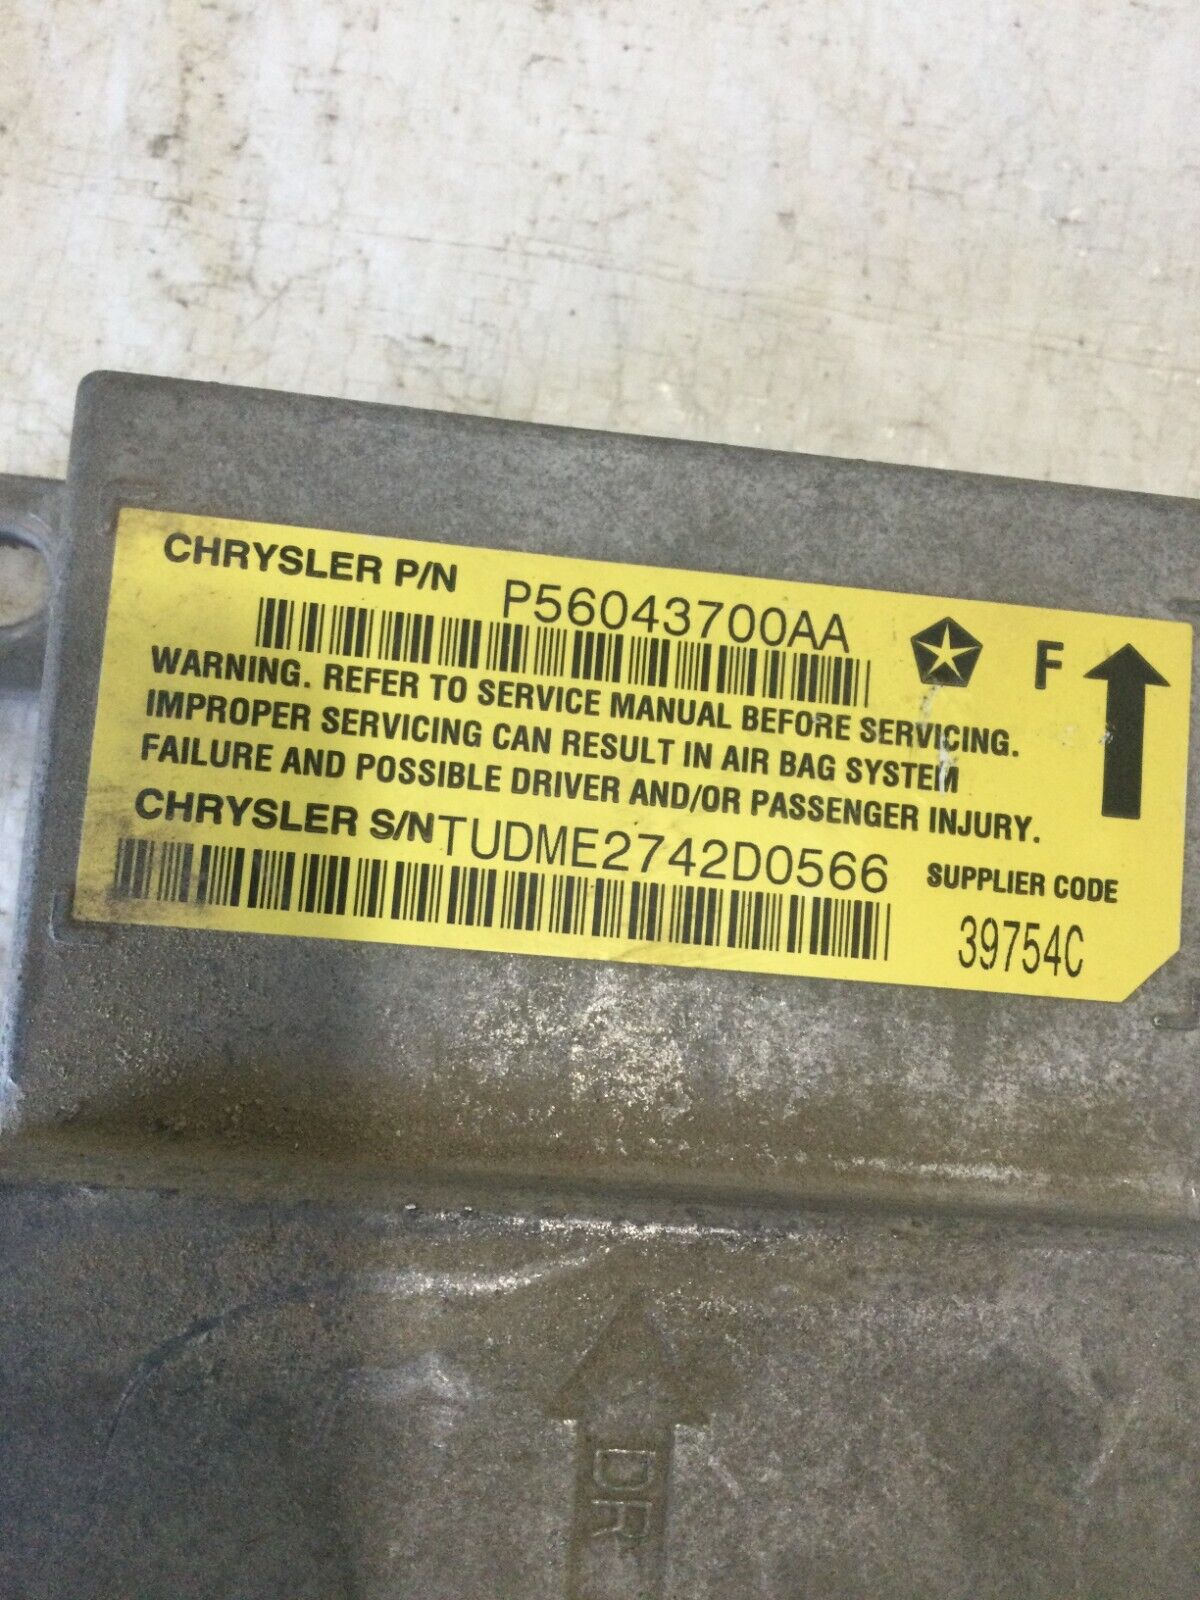 CHRYSLER P/N P56043700AA
F
WARNING. REFER TO SERVICE MANUAL BEFORE SERVICING.
IMPROPER SERVICING CAN RESULT IN AIR BAG SYSTEM
FAILURE AND POSSIBLE DRIVER AND/OR PASSENGER INJURY.
CHRYSLER S/N TUDME2742D0566
SUPPLIER CODE
39754C
DR